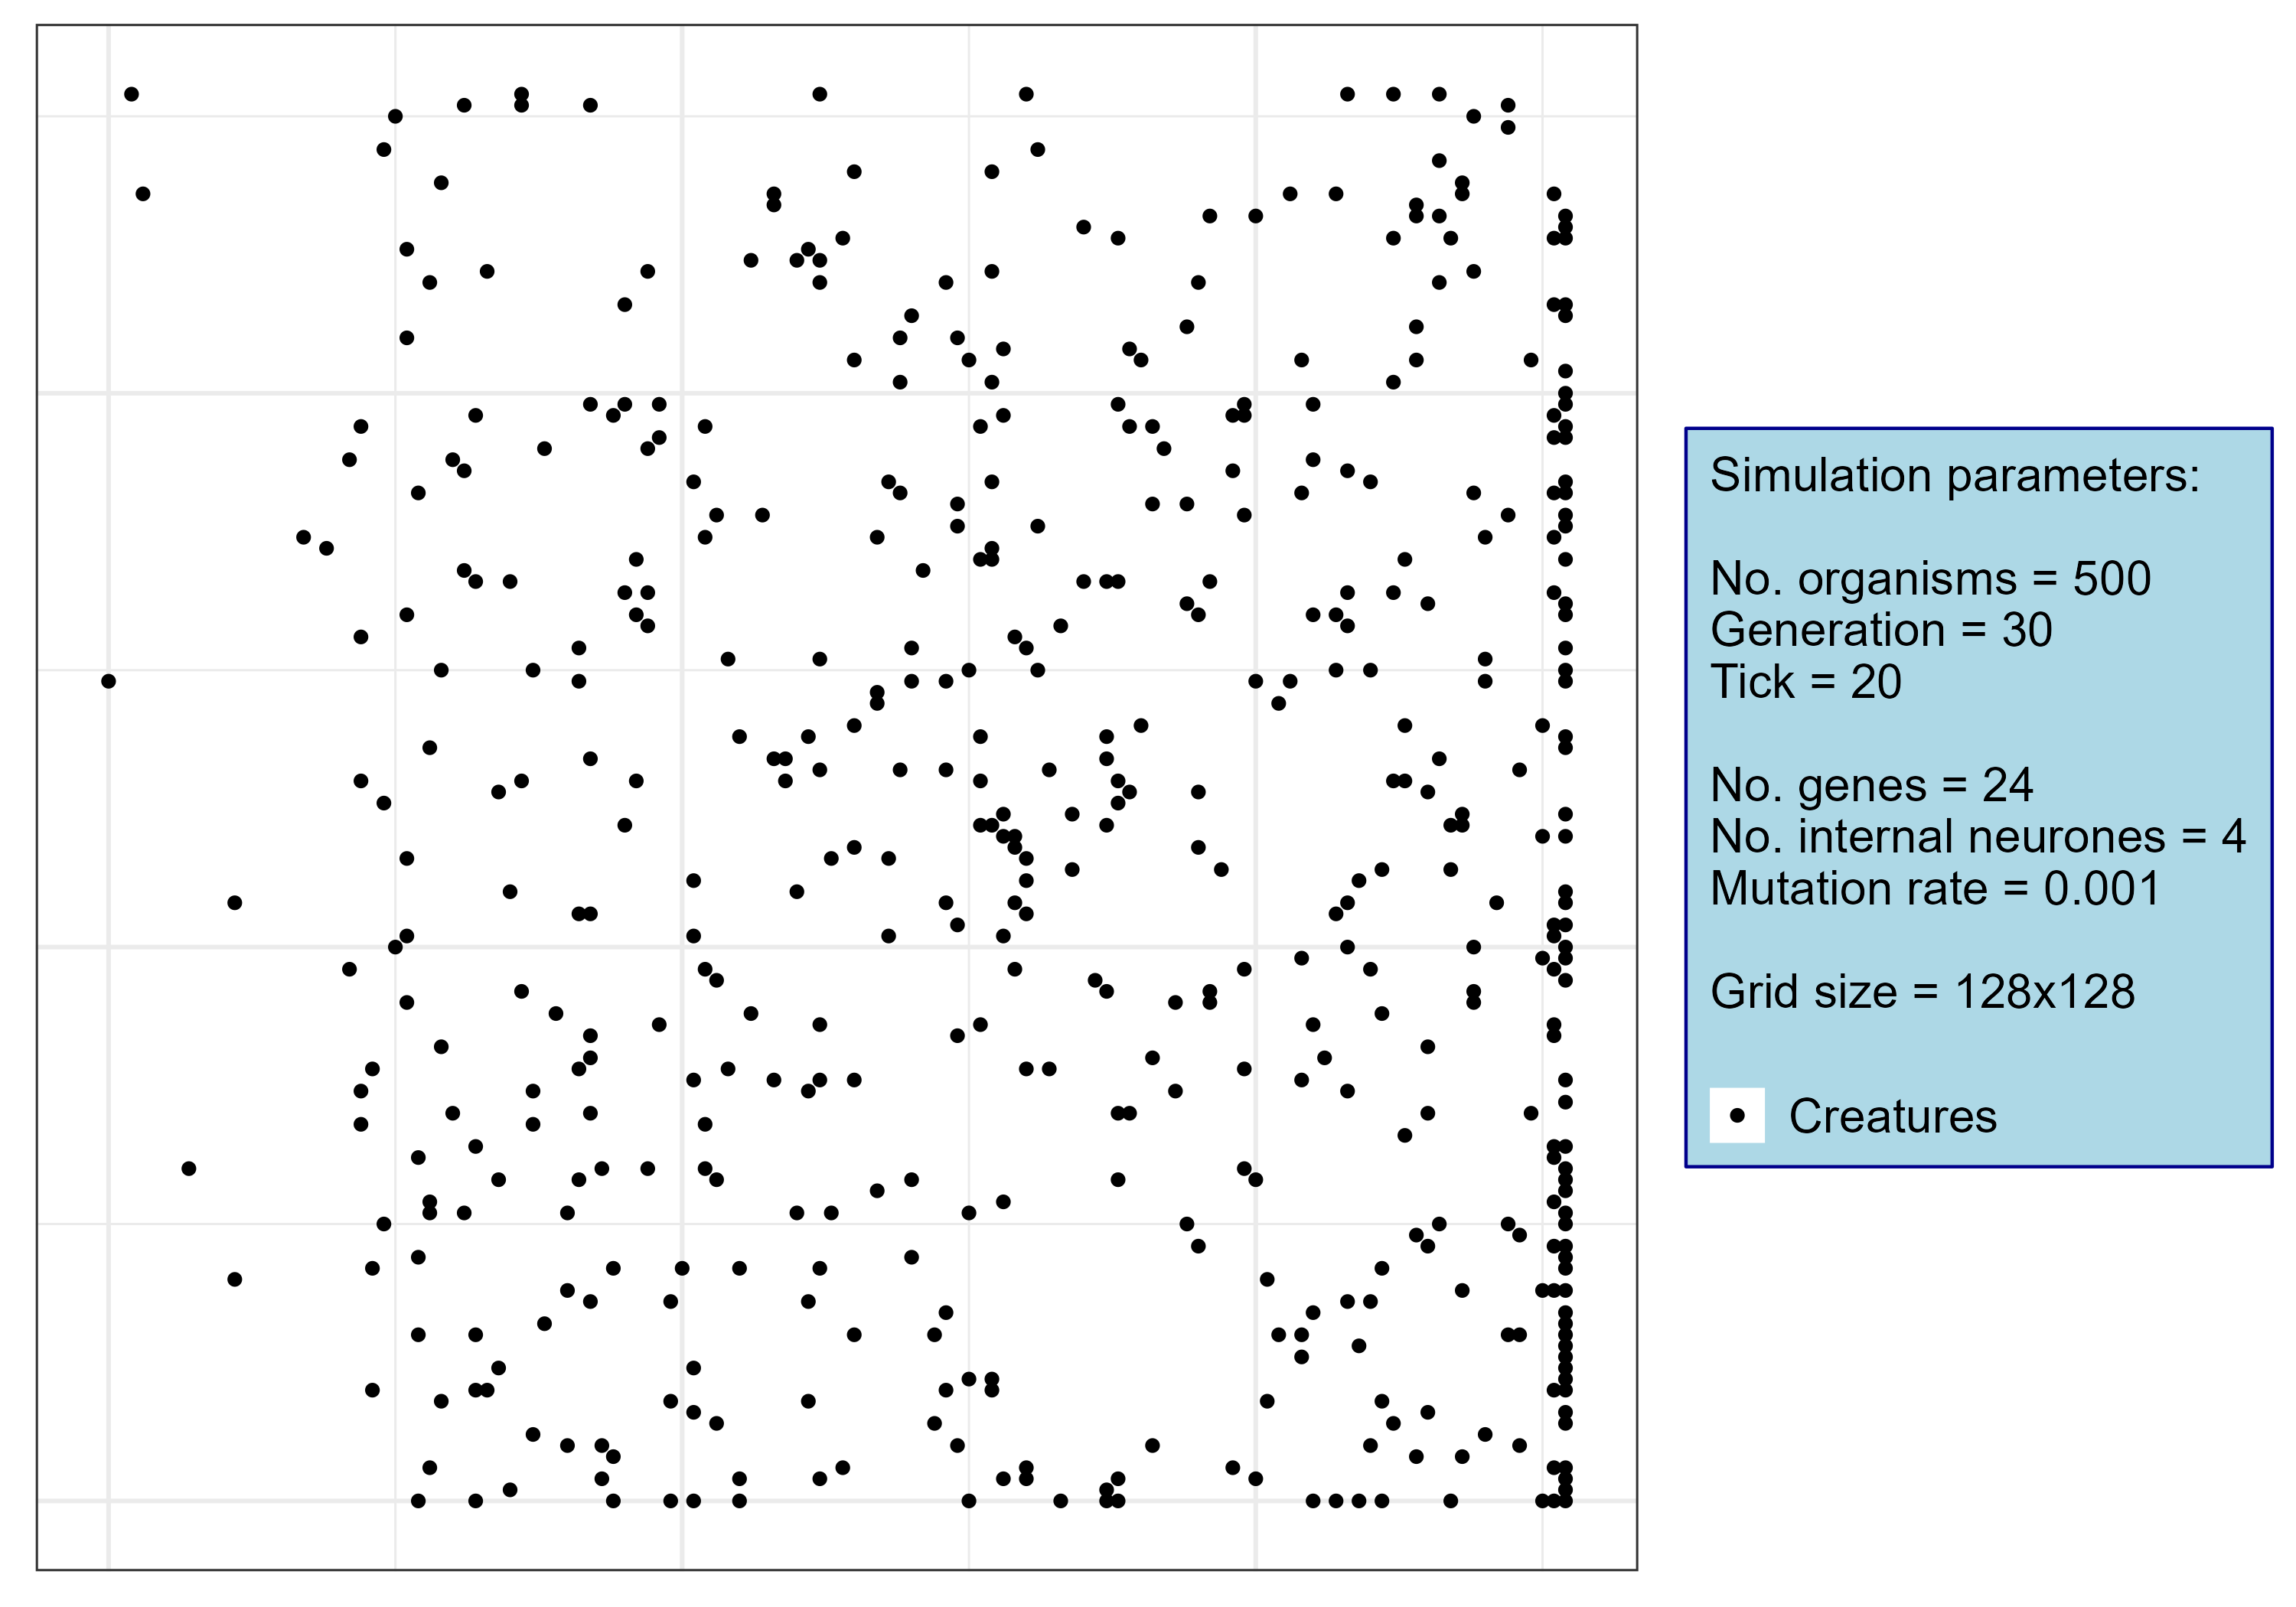 Simulation parameters:
No. organisms = 500
Generation = 30
Tick = 20
No. genes = 24
No. internal neurones = 4
Mutation rate = 0.001
Grid size = 128x128
Creatures